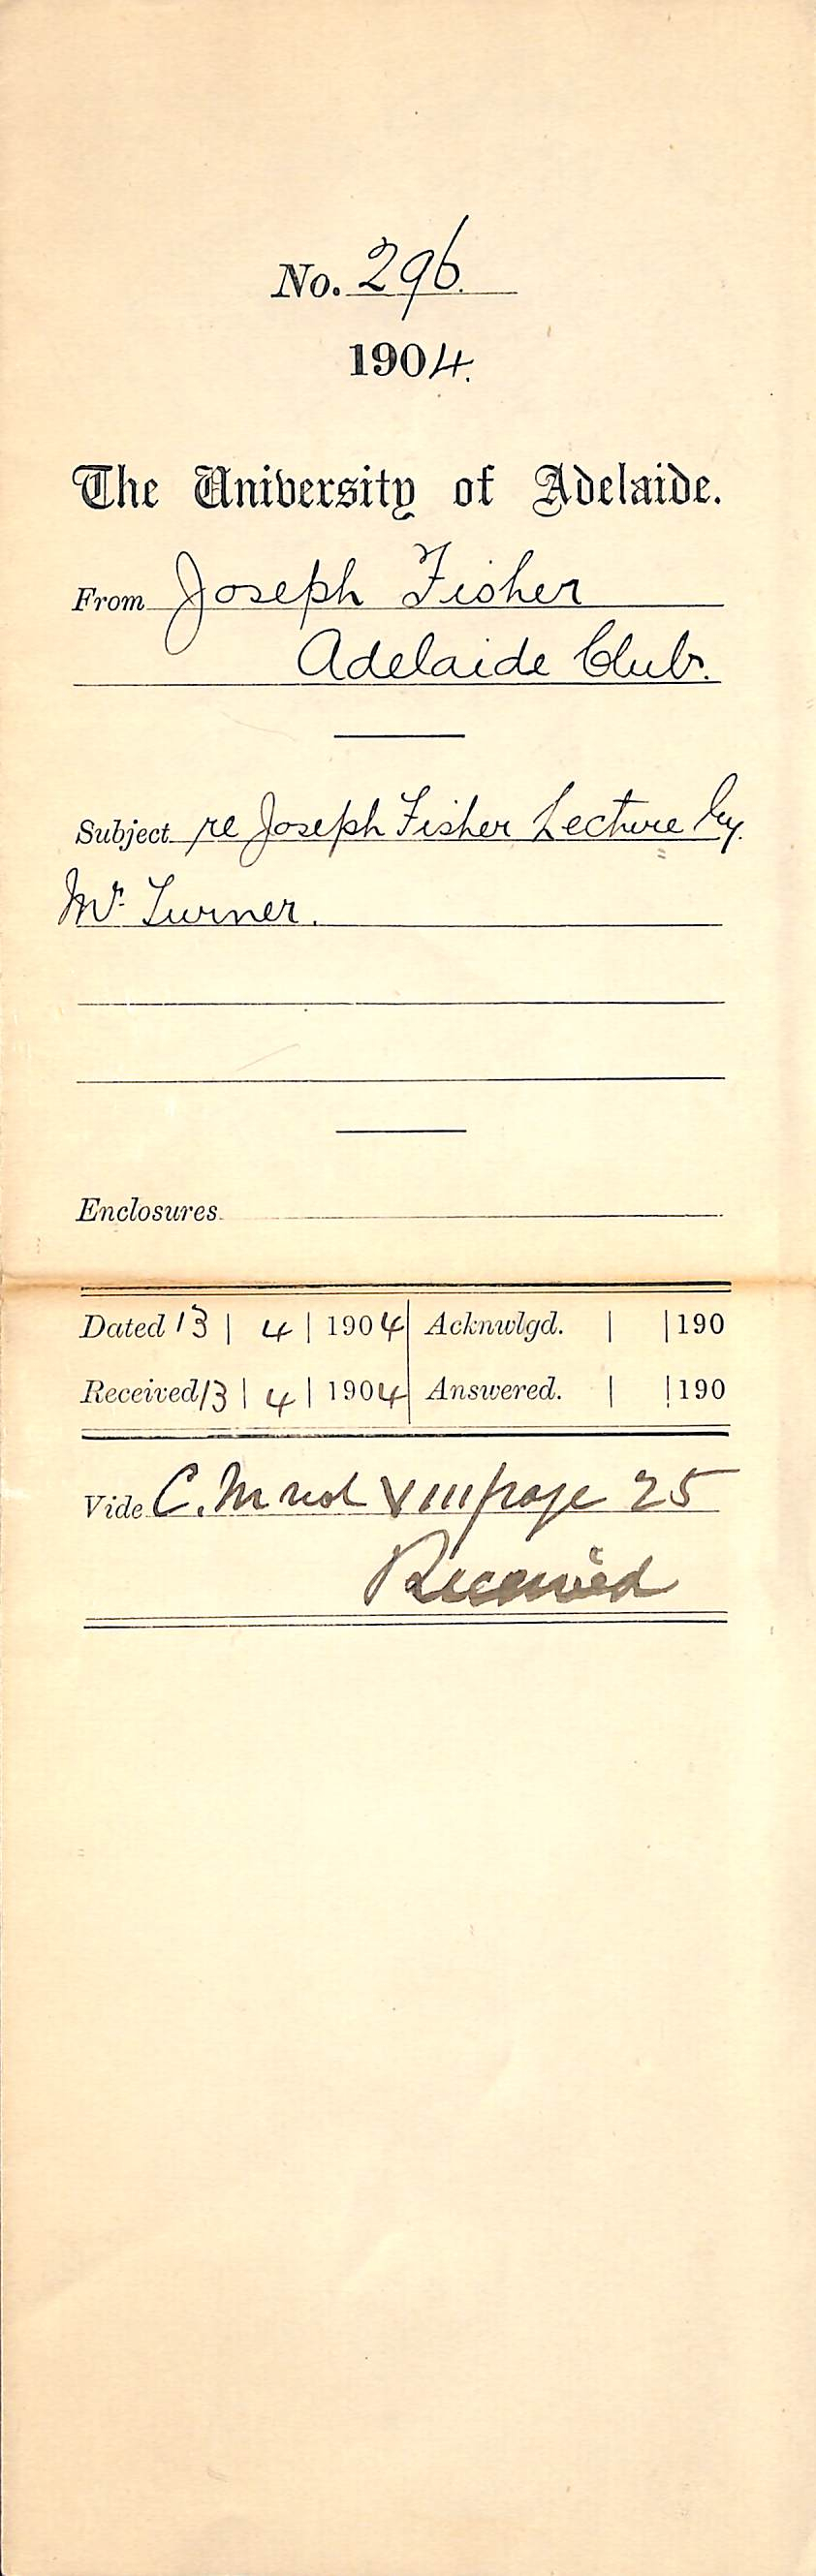 No. 296.
1904.
The University of Adelaide.
From Joseph Fisher
Adelaide Club.
Subject re Joseph Fisher Lecture by
Mr Turner.
Enclosures
Dated 13 | 4 | 1904 Acknwlgd. | | 190
Received 13 | 4 | 1904 Answered. | | 190
Vide C.M vol VIII page 25
Received